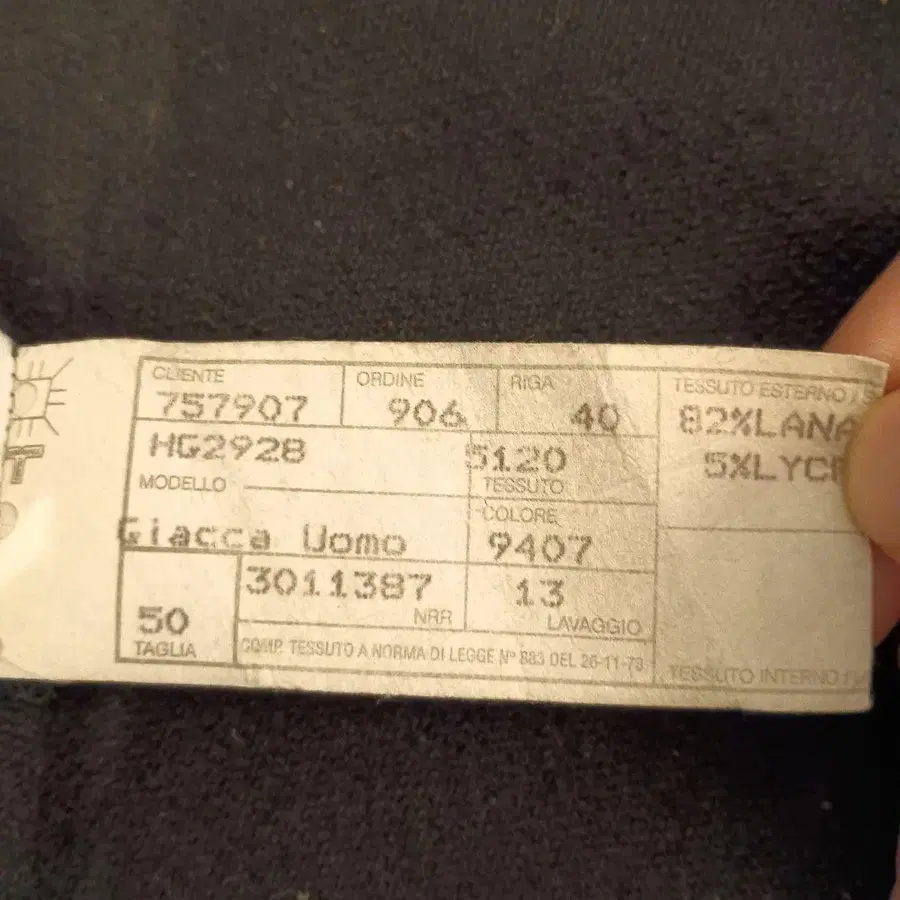 CLIENTE
757907
ORDINE
906
RIGA
40
TESSUTO ESTERNO
82%LANA
5%LYC
HG2928
MODELLO
Giacca Uomo
5120
TESSUTO
COLORE
9407
50
TAGLIA
3011387
NRR
13
LAVAGGIO
COMP. TESSUTO A NORMA DI LEGGE Nº 883 DEL 26-11-73
TESSUTO INTERNO
T